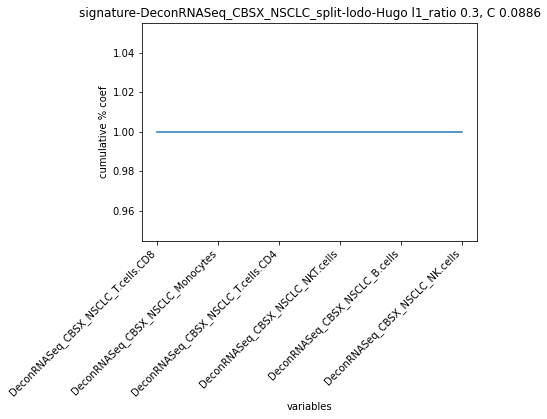 signature-DeconRNASeq_CBSX_NSCLC_split-lodo-Hugo l1_ratio 0.3, C 0.0886
cumulative % coef
1.04
1.02
1.00
0.98
0.96
DeconRNASeq_CBSX_NSCLC_T.cells.CD8
DeconRNASeq_CBSX_NSCLC_Monocytes
DeconRNASeq_CBSX_NSCLC_T.cells.CD4
DeconRNASeq_CBSX_NSCLC_NKT.cells
DeconRNASeq_CBSX_NSCLC_B.cells
DeconRNASeq_CBSX_NSCLC_NK.cells
variables